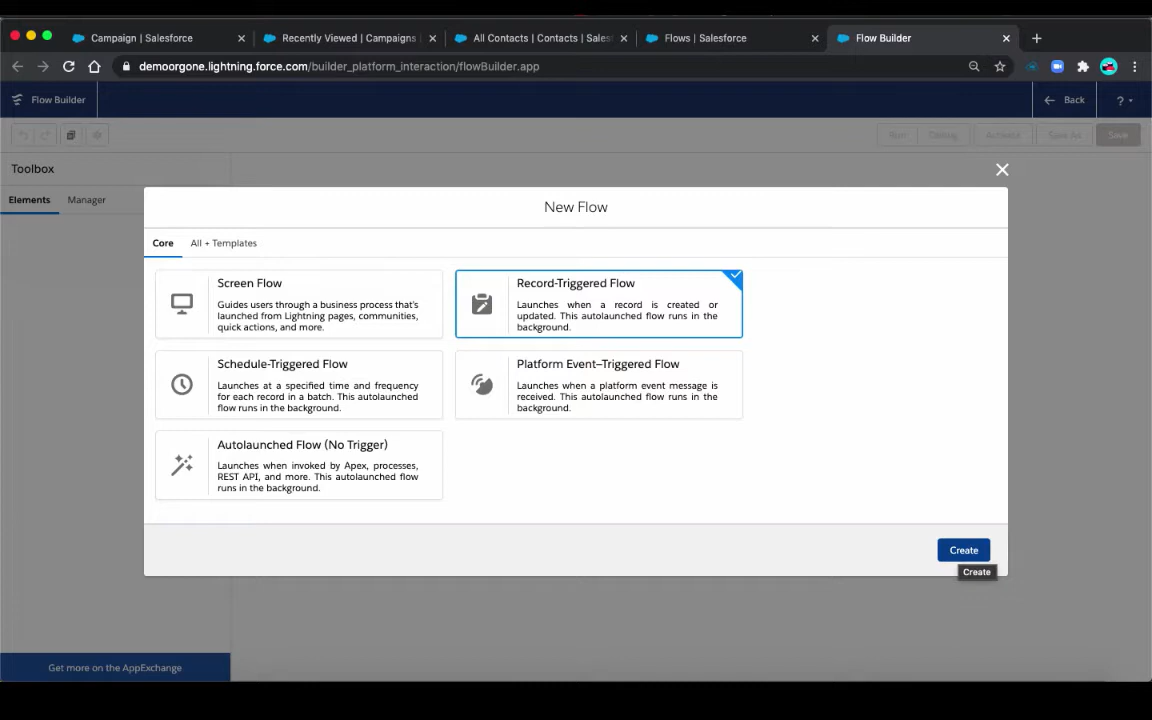 Campaign | Salesforce
Recently Viewed | Campaigns
All Contacts | Contacts | Sales
Flows | Salesforce
Flow Builder
demoorgone.lightning.force.com/builder_platform_interaction/flowBuilder.app
Flow Builder
Back
?
Run
Debug
Activate
Save As
Save
Toolbox
Elements
Manager
New Flow
Core
All + Templates
Screen Flow
Guides users through a business process that's
launched from Lightning pages, communities,
quick actions, and more.
Record-Triggered Flow
Launches when a record is created or
updated. This autolaunched flow runs in the
background.
Schedule-Triggered Flow
Launches at a specified time and frequency
for each record in a batch. This autolaunched
flow runs in the background.
Platform Event–Triggered Flow
Launches when a platform event message is
received. This autolaunched flow runs in the
background.
Autolaunched Flow (No Trigger)
Launches when invoked by Apex, processes,
REST API, and more. This autolaunched flow
runs in the background.
Create
Create
Get more on the AppExchange